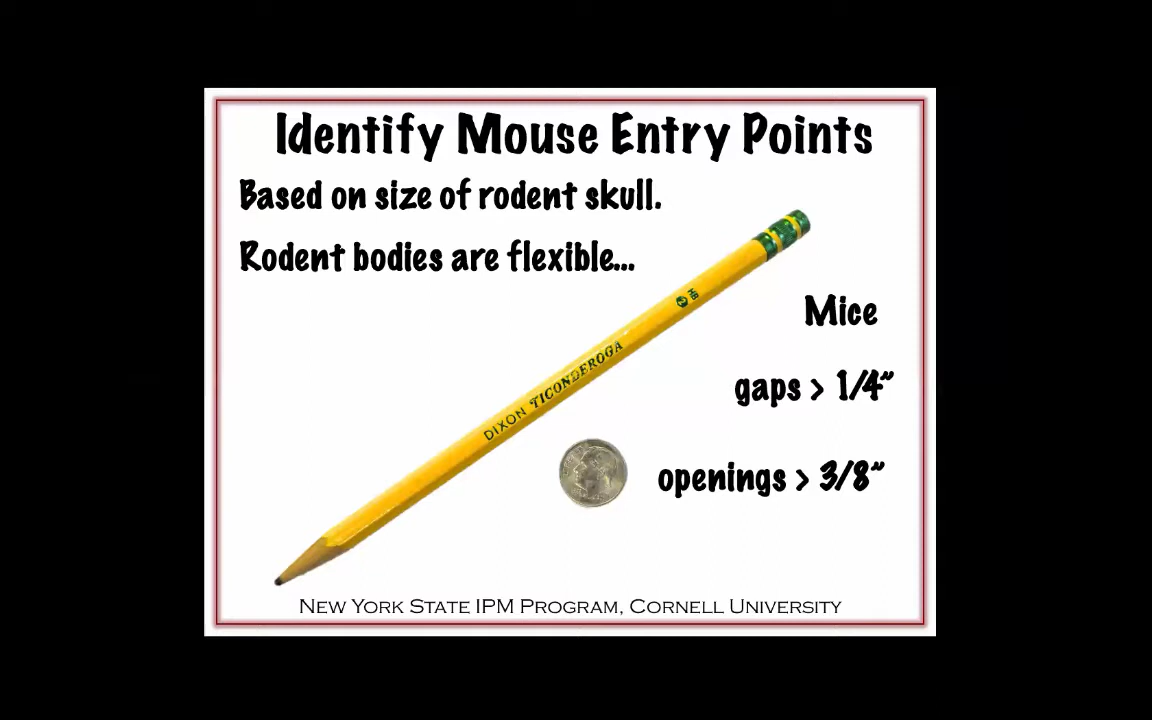 Identify Mouse Entry Points
Based on size of rodent skull.
Rodent bodies are flexible...
HB
Mice
DIXON TICONDEROGA
gaps > 1/4”
openings > 3/8”
NEW YORK STATE IPM PROGRAM, CORNELL UNIVERSITY